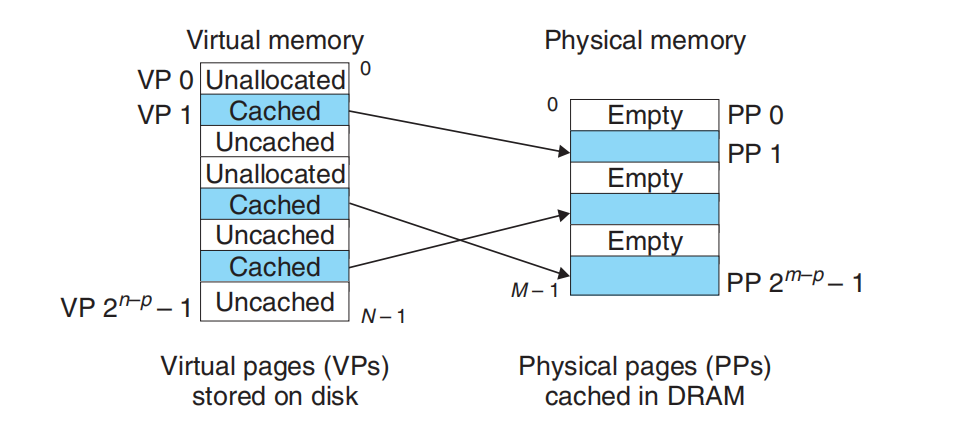 Virtual memory
Physical memory
VP 0
Unallocated
0
VP 1
Cached
Uncached
Unallocated
Cached
Uncached
Cached
VP 2^{n–p} – 1
Uncached
N – 1
0
Empty
PP 0
PP 1
Empty
Empty
M – 1
PP 2^{m–p} – 1
Virtual pages (VPs)
stored on disk
Physical pages (PPs)
cached in DRAM